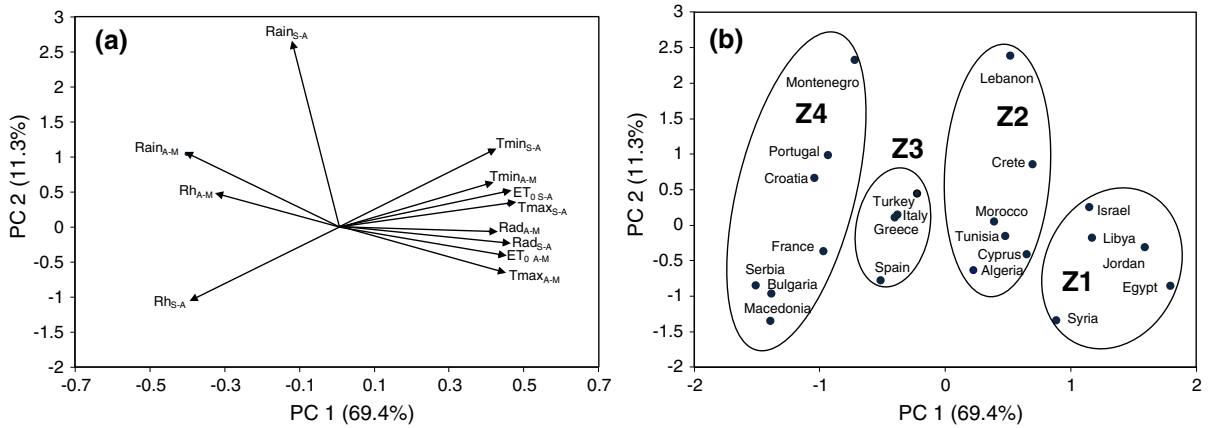 (a)
PC 2 (11.3%)
3
2.5
2
1.5
1
0.5
0
-0.5
-1
-1.5
-2
Rain S-A
Rain A-M
Rh A-M
Rh S-A
Tmin S-A
Tmin A-M
ET0 S-A
Tmax S-A
Rad A-M
Rad S-A
ET0 A-M
Tmax A-M
-0.7 -0.5 -0.3 -0.1 0.1 0.3 0.5 0.7
PC 1 (69.4%)
(b)
PC 2 (11.3%)
3
2.5
2
1.5
1
0.5
0
-0.5
-1
-1.5
-2
Z4
Montenegro
Portugal
Croatia
France
Serbia
Bulgaria
Macedonia
Z3
Turkey
Italy
Greece
Spain
Z2
Lebanon
Crete
Morocco
Tunisia
Cyprus
Algeria
Z1
Israel
Libya
Jordan
Egypt
Syria
-2 -1 0 1 2
PC 1 (69.4%)